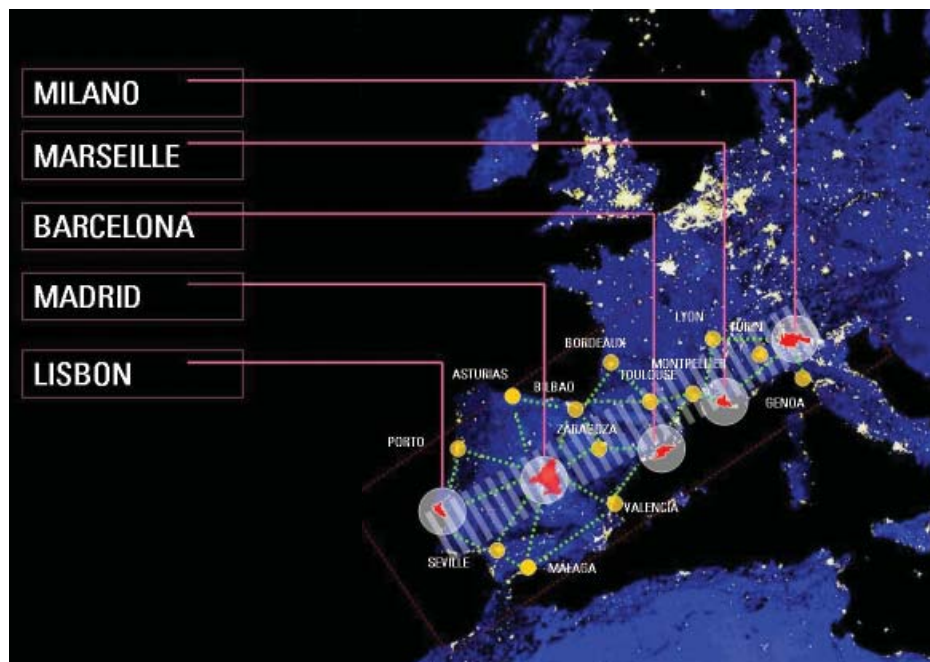 MILANO
MARSEILLE
BARCELONA
MADRID
LISBON
LYON
TURIN
BORDEAUX
MONTPELLIER
TOULOUSE
ASTURIAS
BILBAO
GENOA
ZARAGOZA
PORTO
VALENCIA
SEVILLE
MALAGA